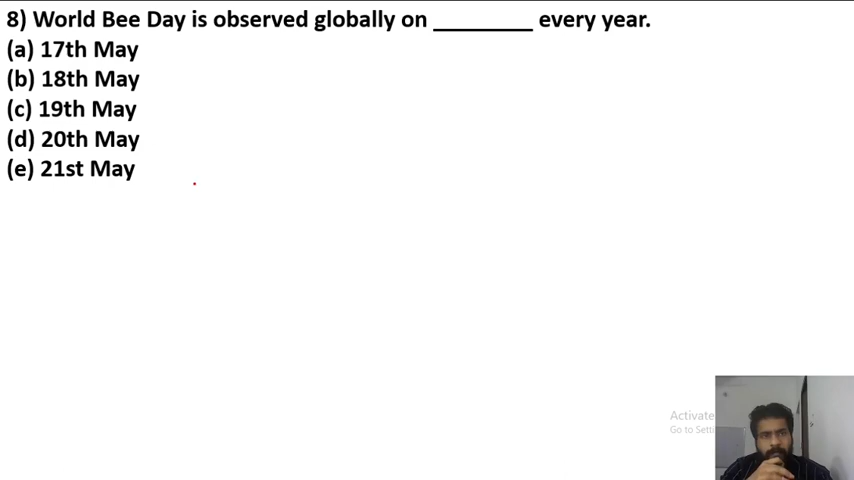 8) World Bee Day is observed globally on _________ every year.
(a) 17th May
(b) 18th May
(c) 19th May
(d) 20th May
(e) 21st May
Activate
Go to Setti